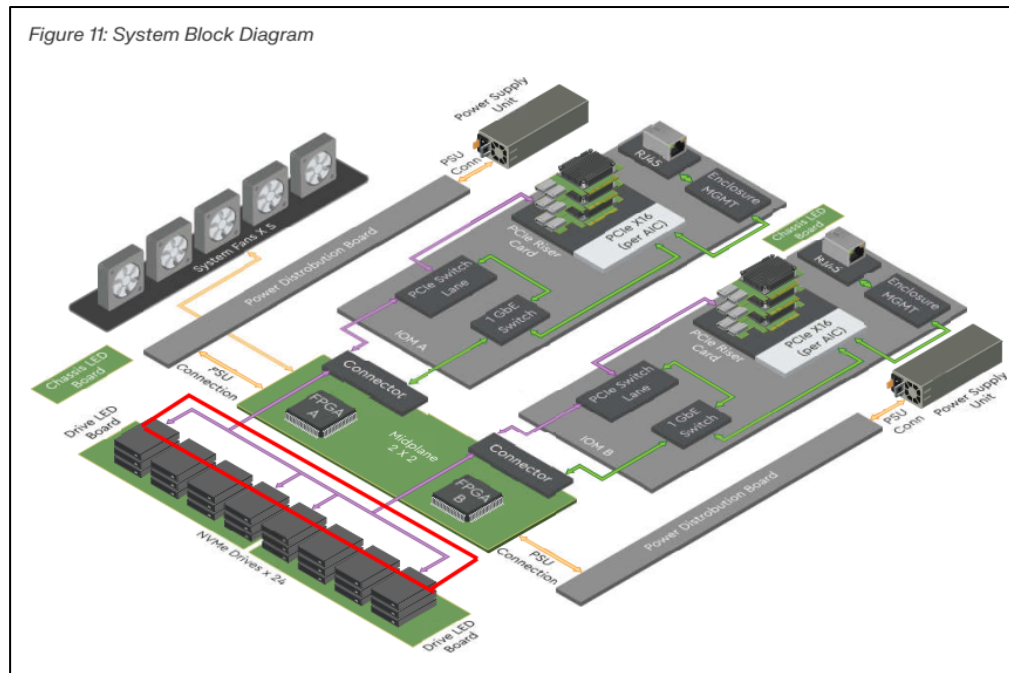 Figure 11: System Block Diagram
Power Supply
Unit
PSU
Conn
RJ45
Enclosure
MGMT
System Fans X 5
Power Distrobution Board
PCIe X16
(per AIC)
PCIe Riser
Card
Chassis LED
Board
PCIe Switch
Lane
1 GbE
Switch
IOM A
RJ45
Enclosure
MGMT
PCIe X16
(per AIC)
PCIe Riser
Card
Chassis LED
Board
PSU
Connection
Connector
PCIe Switch
Lane
1 GbE
Switch
IOM B
PSU
Conn
Power Supply
Unit
Drive LED
Board
FPGA
A
Midplane
2 X 2
Connector
FPGA
B
Power Distrobution Board
NVMe Drives x 24
PSU
Connection
Drive LED
Board